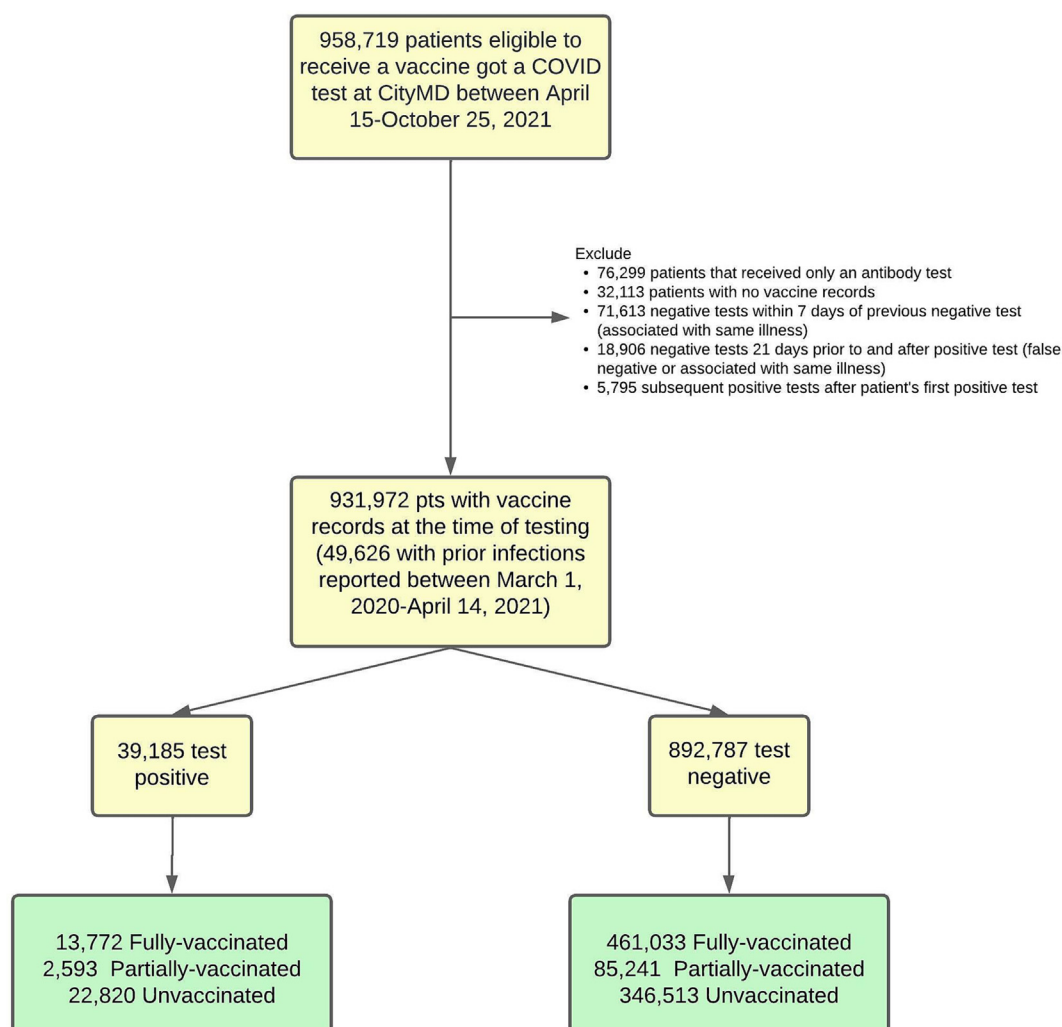 958,719 patients eligible to
receive a vaccine got a COVID
test at CityMD between April
15-October 25, 2021
Exclude
• 76,299 patients that received only an antibody test
• 32,113 patients with no vaccine records
• 71,613 negative tests within 7 days of previous negative test
(associated with same illness)
• 18,906 negative tests 21 days prior to and after positive test (false
negative or associated with same illness)
• 5,795 subsequent positive tests after patient's first positive test
931,972 pts with vaccine
records at the time of testing
(49,626 with prior infections
reported between March 1,
2020-April 14, 2021)
39,185 test
positive
892,787 test
negative
13,772 Fully-vaccinated
2,593 Partially-vaccinated
22,820 Unvaccinated
461,033 Fully-vaccinated
85,241 Partially-vaccinated
346,513 Unvaccinated